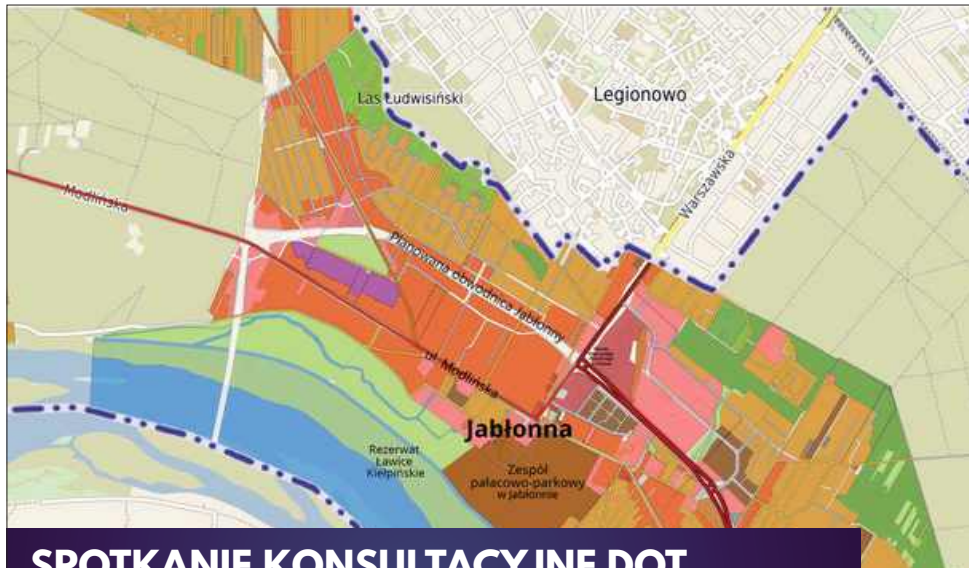 Las Ludwisiński
Legionowo
Warszawska
Modlińska
Planowana obwodnica Jabłonny
ul. Modlińska
Jabłonna
Rezerwat
Ławice
Kiełpińskie
Zespół
pałacowo-parkowy
w Jabłonnie
SPOTKANIE KONSULTACYJNE DOT.